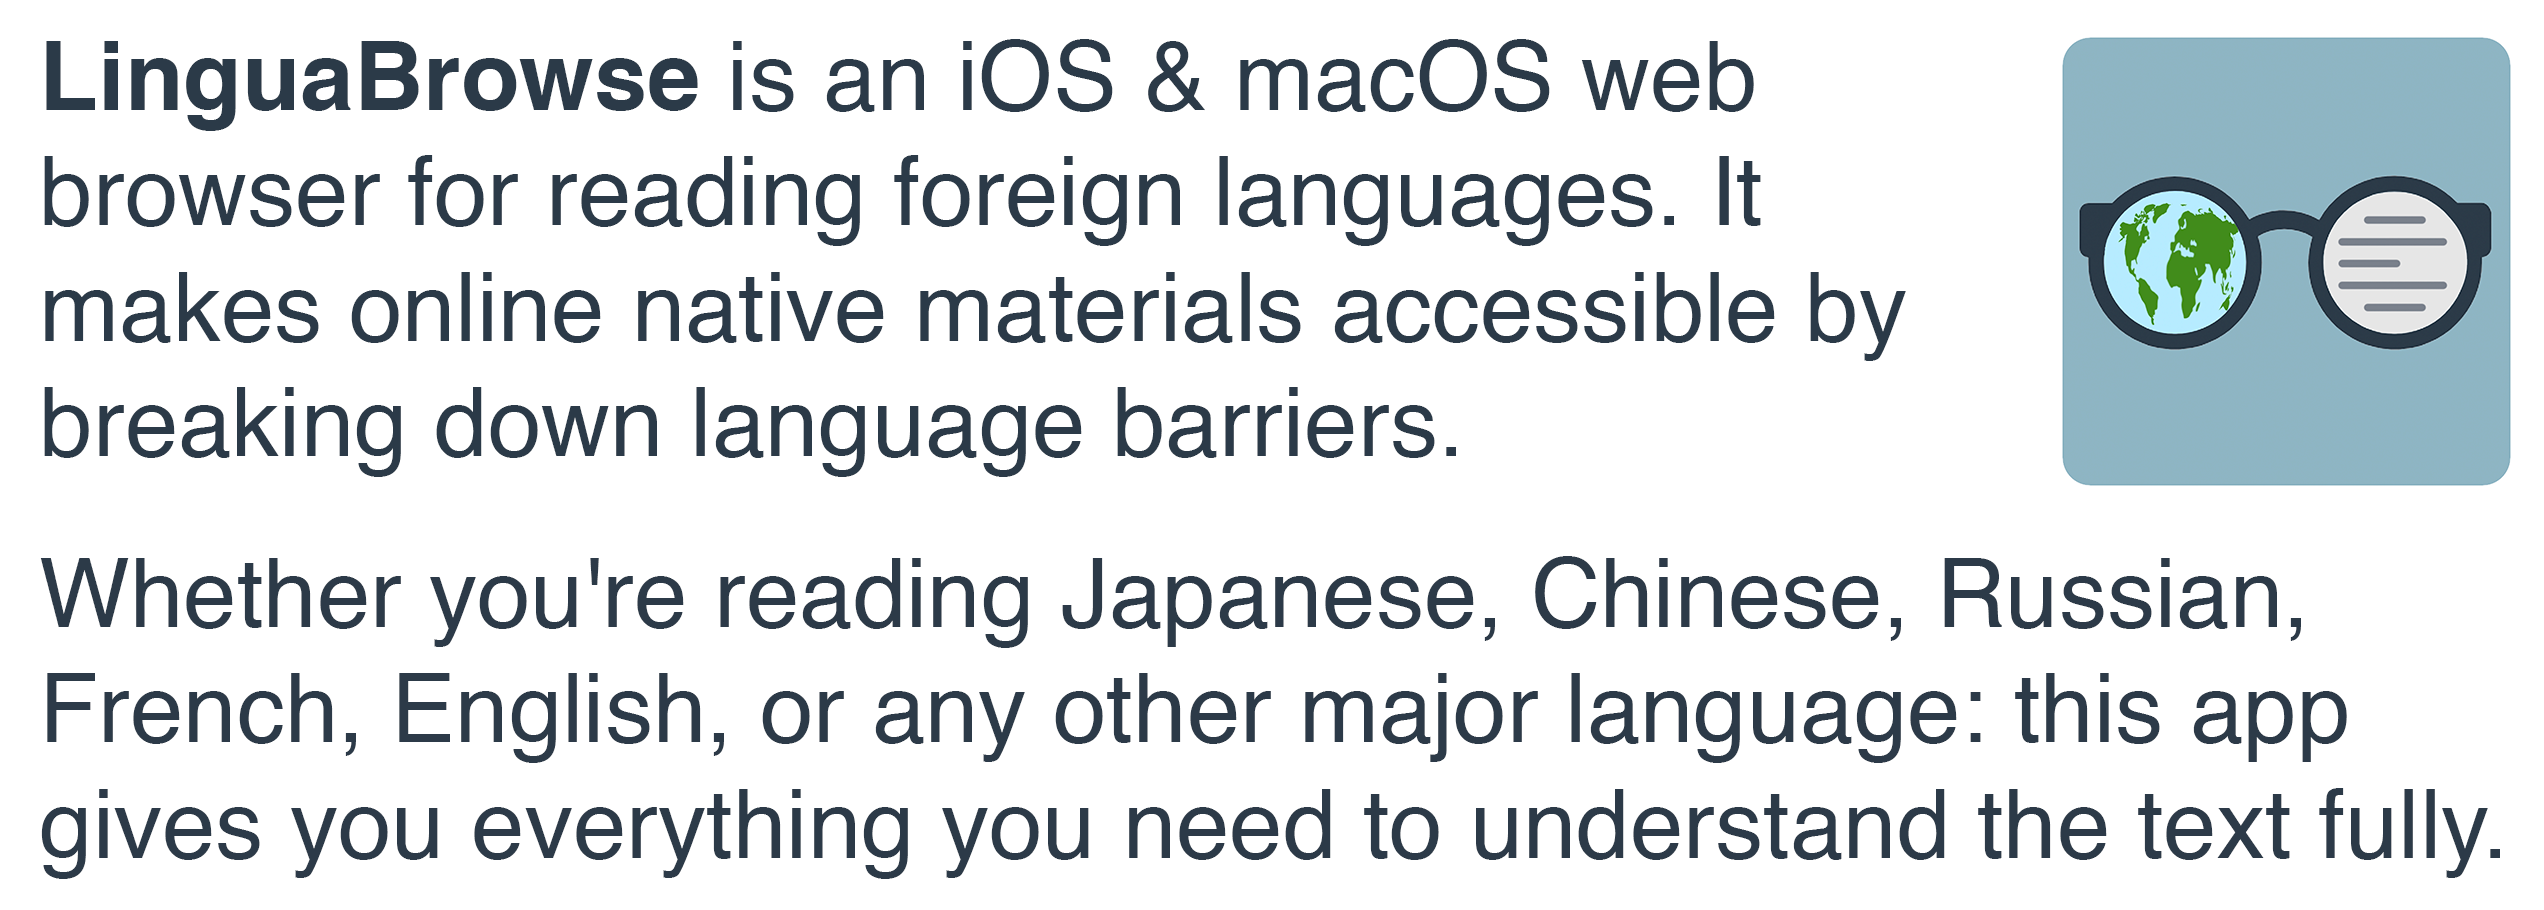 LinguaBrowse is an iOS & macOS web
browser for reading foreign languages. It
makes online native materials accessible by
breaking down language barriers.
Whether you're reading Japanese, Chinese, Russian,
French, English, or any other major language: this app
gives you everything you need to understand the text fully.